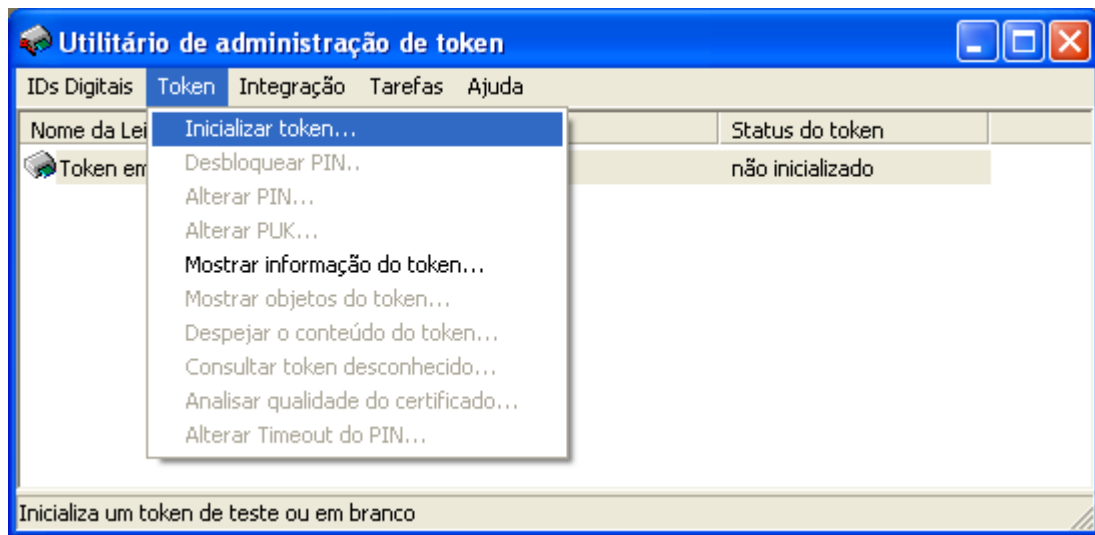 Utilitário de administração de token
IDs Digitais Token Integração Tarefas Ajuda
Nome da Lei Status do token
Token em não inicializado
Inicializar token...
Desbloquear PIN..
Alterar PIN...
Alterar PUK...
Mostrar informação do token...
Mostrar objetos do token...
Despejar o conteúdo do token...
Consultar token desconhecido...
Analisar qualidade do certificado...
Alterar Timeout do PIN...
Inicializa um token de teste ou em branco